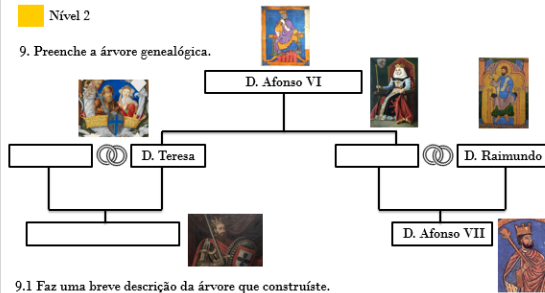 Nível 2
9. Preenche a árvore genealógica.
D. Afonso VI
D. Teresa
D. Raimundo
D. Afonso VII
9.1 Faz uma breve descrição da árvore que construíste.